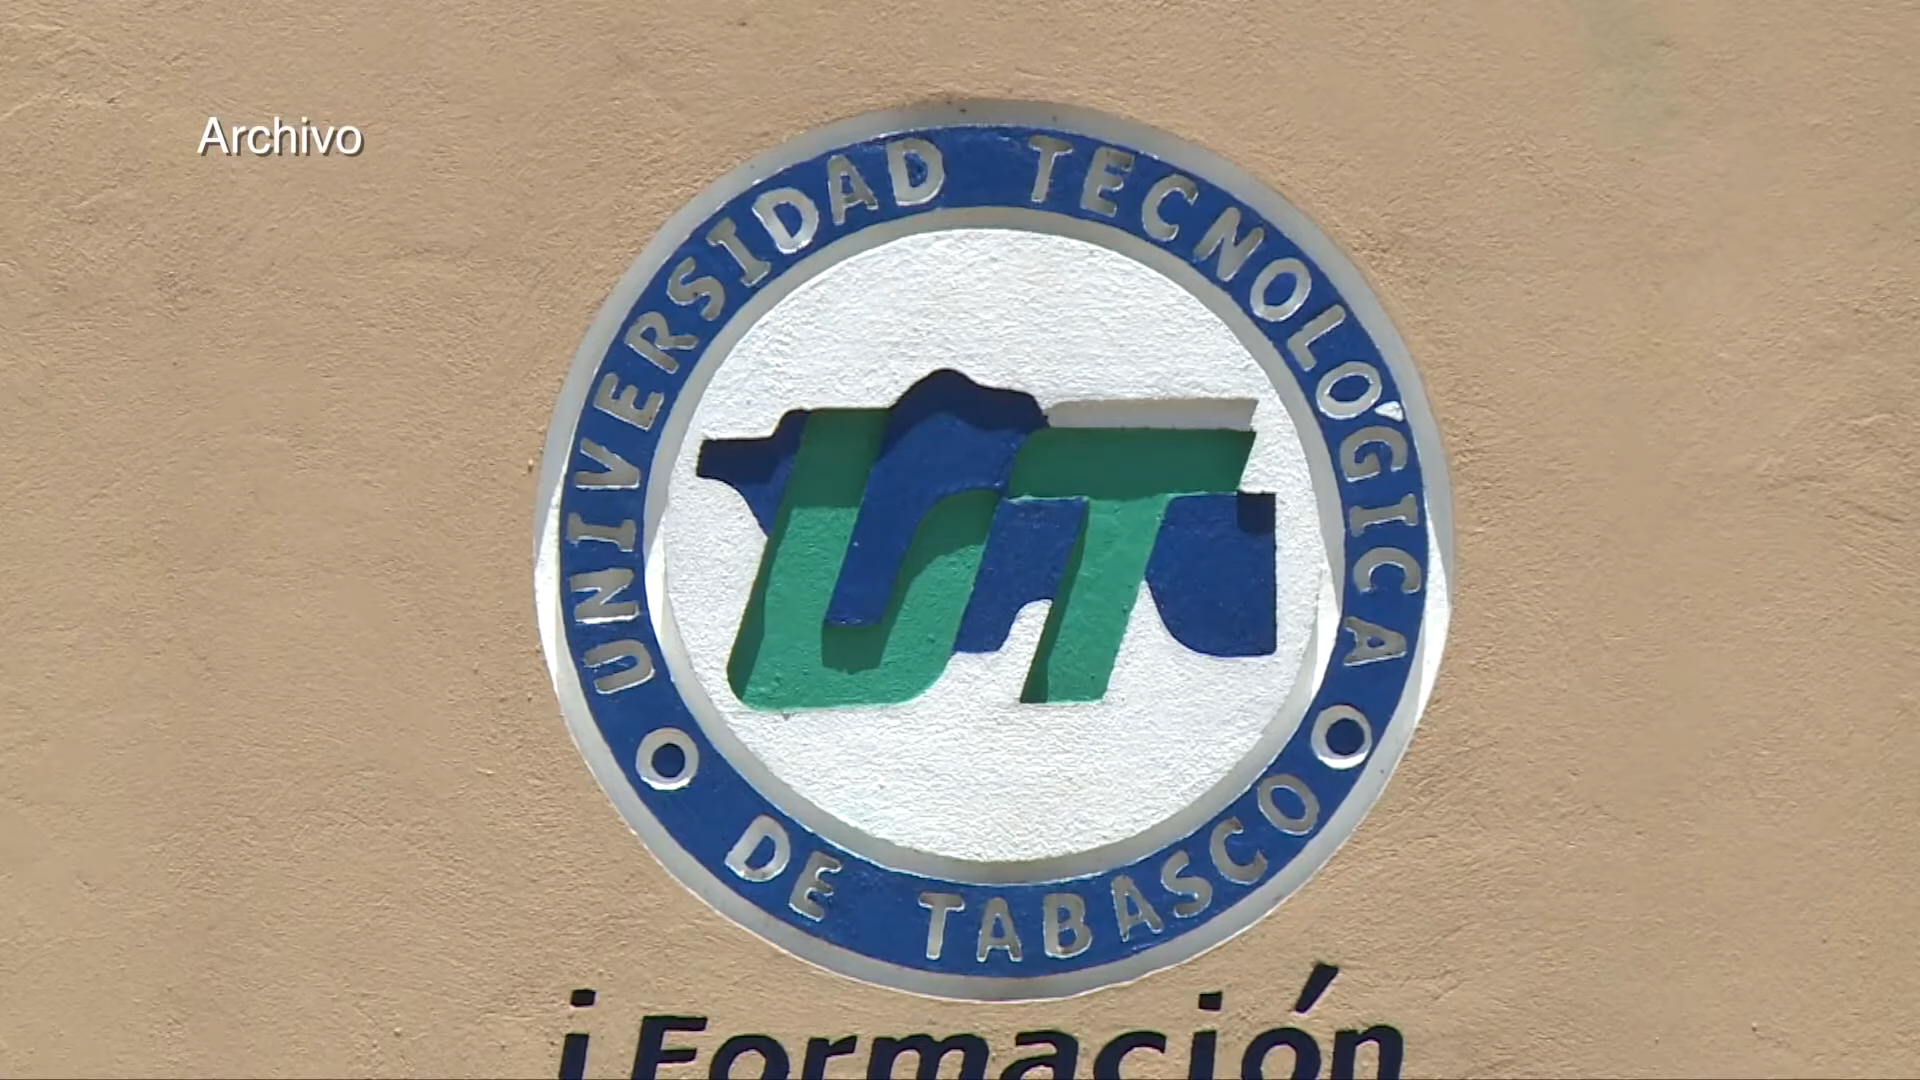 Archivo
UNIVERSIDAD TECNOLÓGICA
UT
DE TABASCO
¡Formación